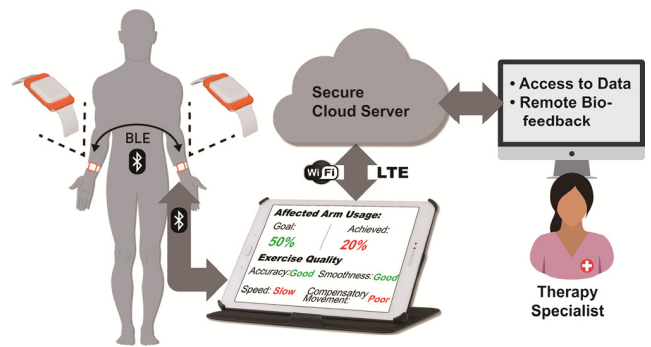 BLE
Secure
Cloud Server
• Access to Data
• Remote Bio-
feedback
Wi Fi
LTE
Affected Arm Usage:
Goal:
Achieved:
50%
20%
Exercise Quality
Accuracy:Good Smoothness:Good
Speed: Slow
Compensatory
Movement: Poor
Therapy
Specialist